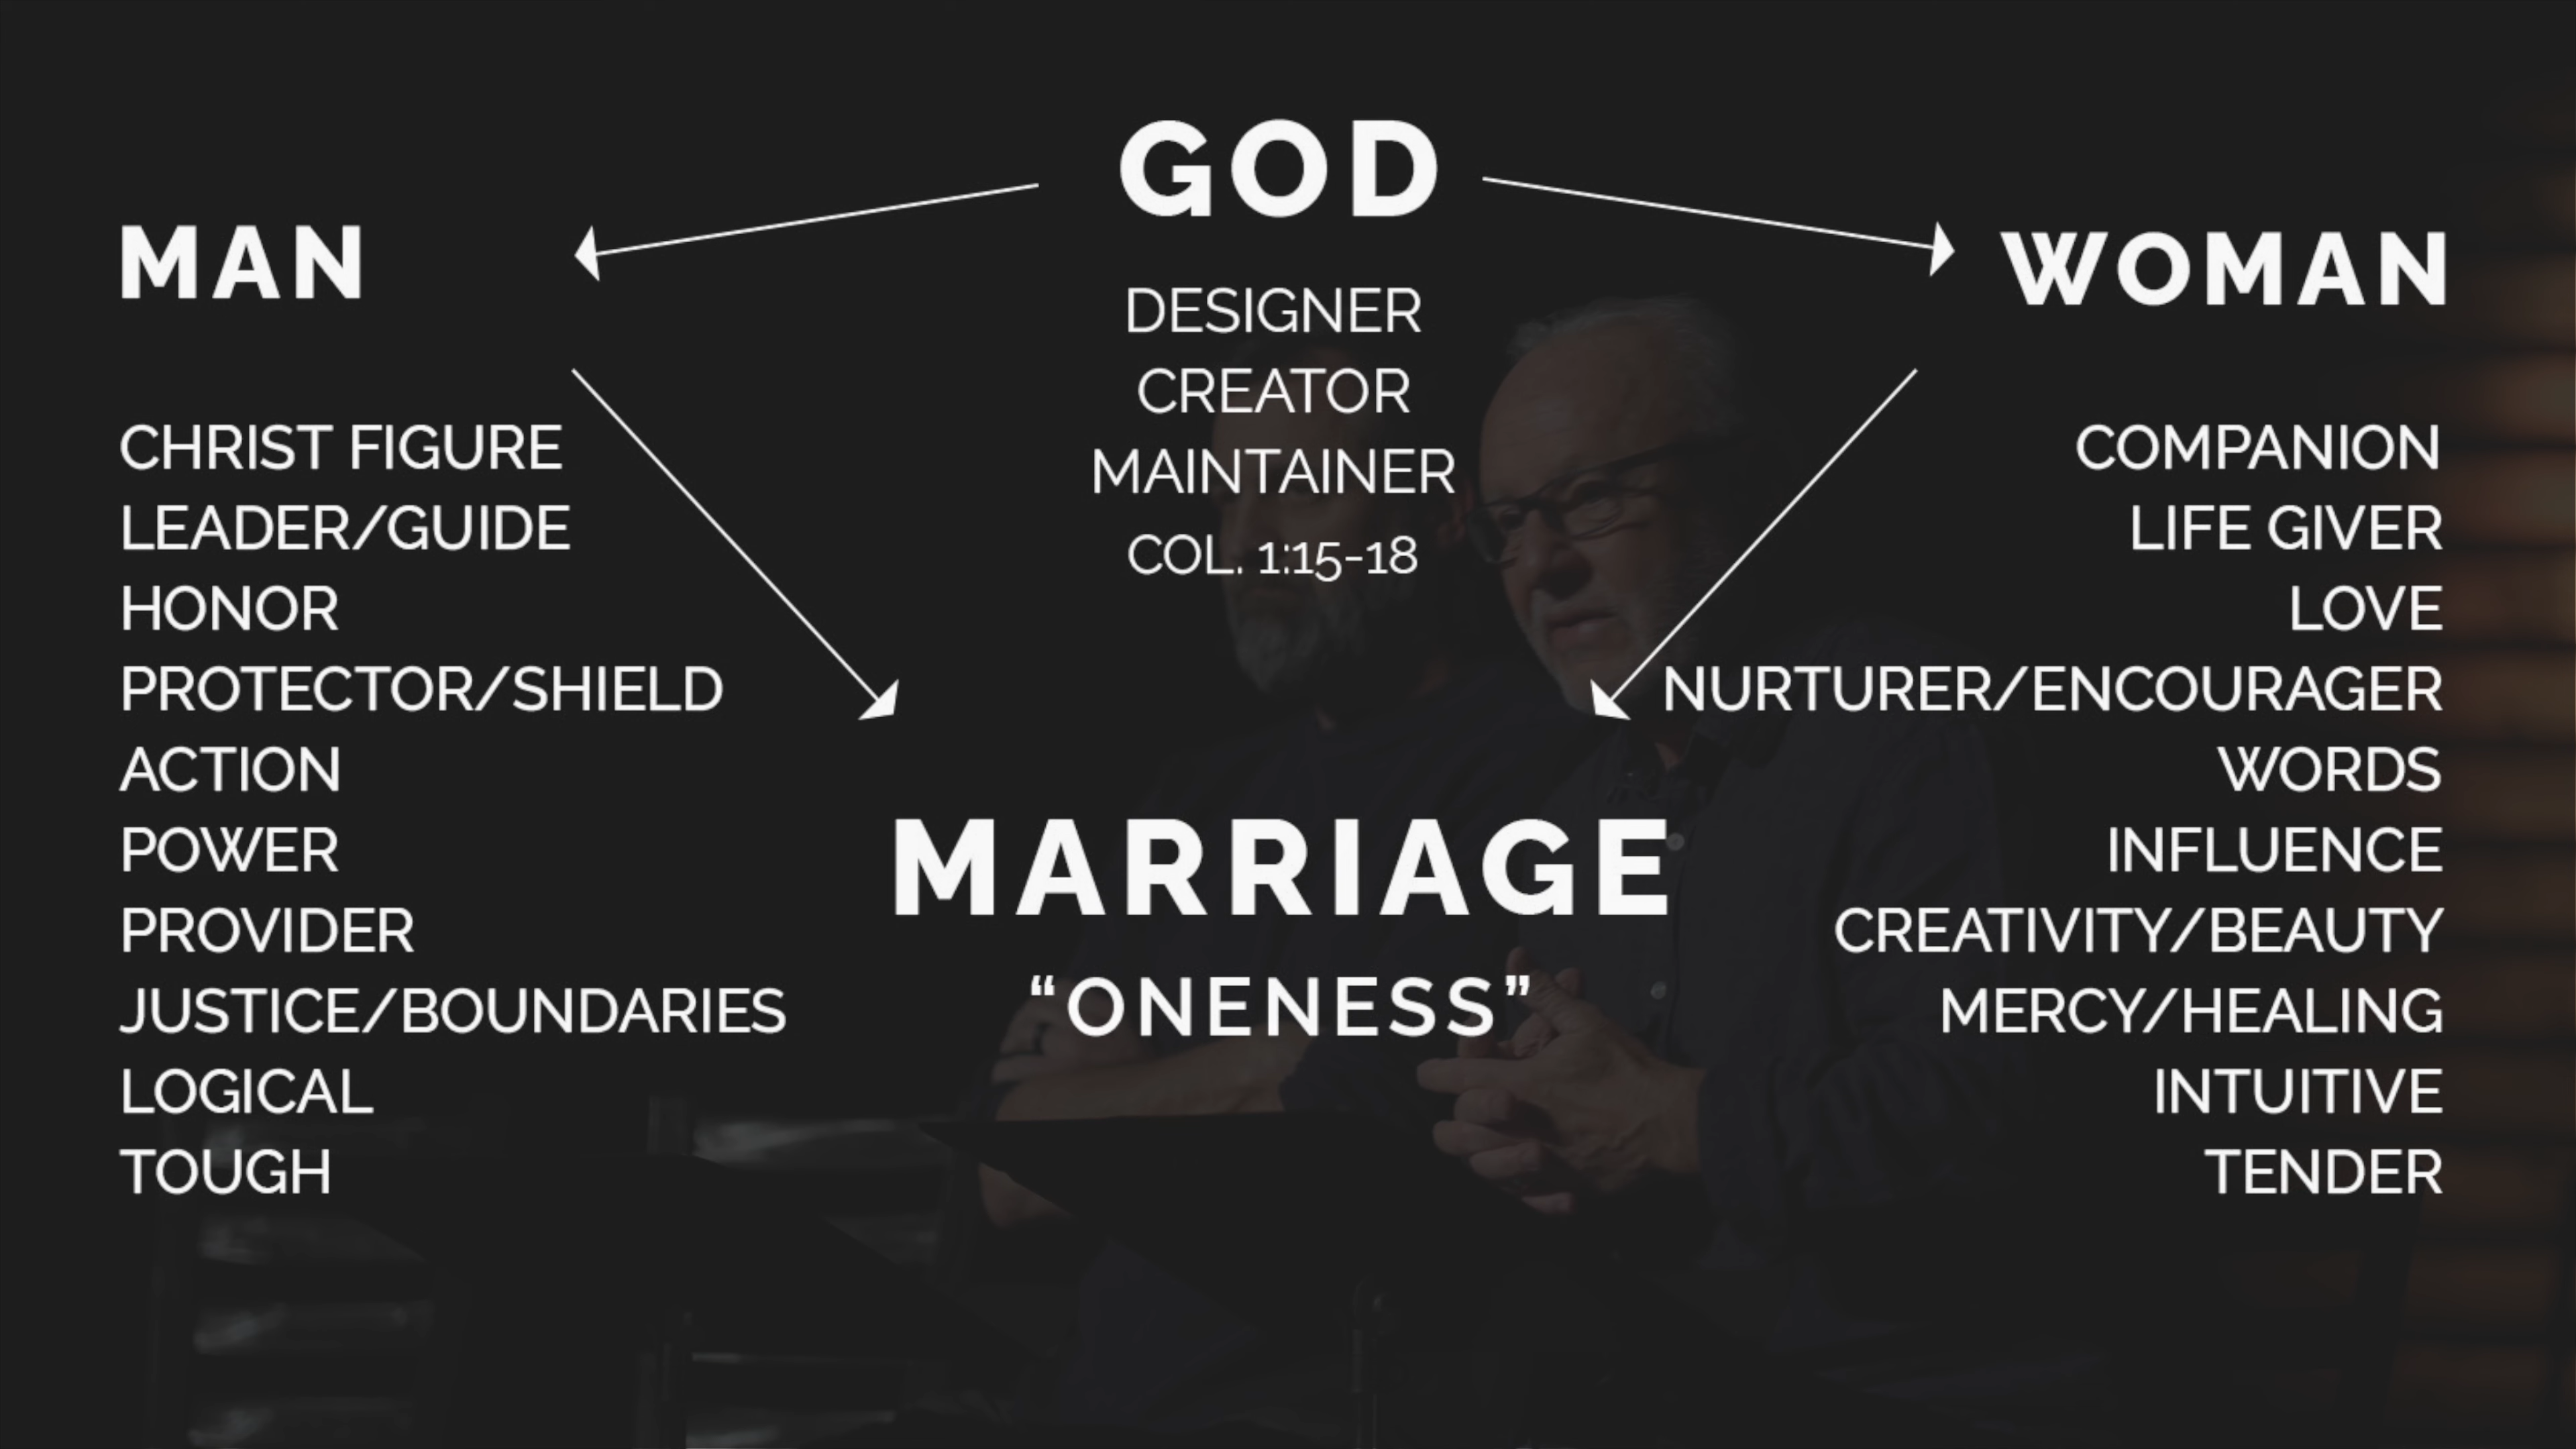 GOD
DESIGNER
CREATOR
MAINTAINER
COL. 1:15-18
MAN
CHRIST FIGURE
LEADER/GUIDE
HONOR
PROTECTOR/SHIELD
ACTION
POWER
PROVIDER
JUSTICE/BOUNDARIES
LOGICAL
TOUGH
WOMAN
COMPANION
LIFE GIVER
LOVE
NURTURER/ENCOURAGER
WORDS
INFLUENCE
CREATIVITY/BEAUTY
MERCY/HEALING
INTUITIVE
TENDER
MARRIAGE
“ONENESS”